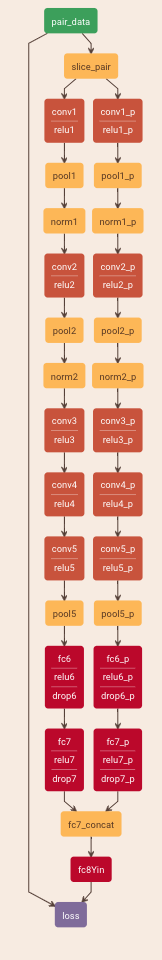 pair_data
slice_pair
conv1
relu1
conv1_p
relu1_p
pool1
pool1_p
norm1
norm1_p
conv2
relu2
conv2_p
relu2_p
pool2
pool2_p
norm2
norm2_p
conv3
relu3
conv3_p
relu3_p
conv4
relu4
conv4_p
relu4_p
conv5
relu5
conv5_p
relu5_p
pool5
pool5_p
fc6
relu6
drop6
fc6_p
relu6_p
drop6_p
fc7
relu7
drop7
fc7_p
relu7_p
drop7_p
fc7_concat
fc8Yin
loss